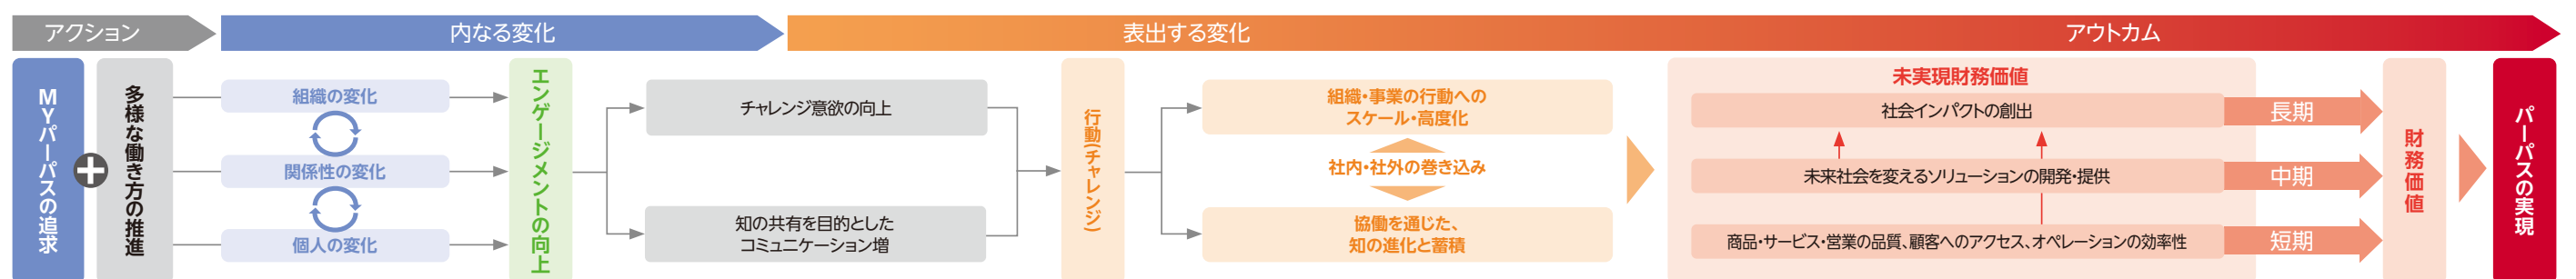 アクション
内なる変化
表出する変化
アウトカム
MYパーパスの追求
多様な働き方の推進
組織の変化
関係性の変化
個人の変化
エンゲージメントの向上
チャレンジ意欲の向上
知の共有を目的とした
コミュニケーション増
行動(チャレンジ)
組織・事業の行動への
スケール・高度化
社内・社外の巻き込み
協働を通じた、
知の進化と蓄積
未実現財務価値
社会インパクトの創出
未来社会を変えるソリューションの開発・提供
商品・サービス・営業の品質、顧客へのアクセス、オペレーションの効率性
長期
中期
短期
財務価値
パーパスの実現